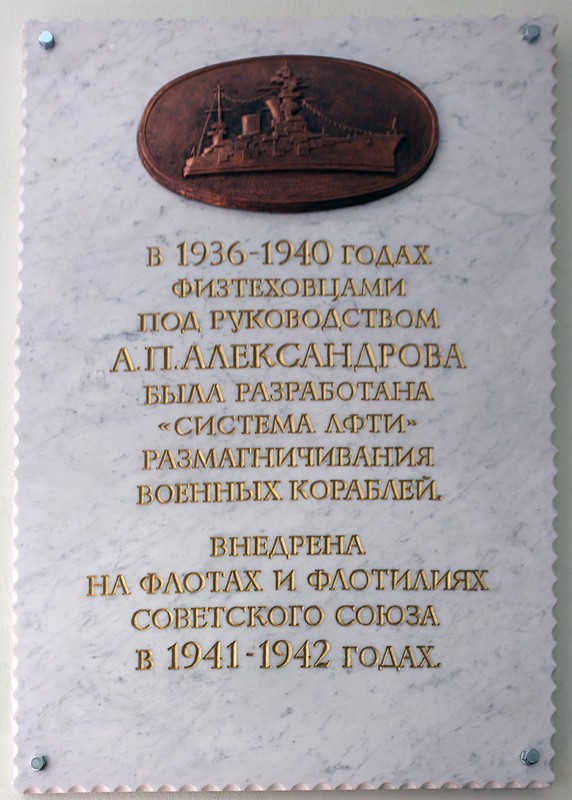 В 1936-1940 ГОДАХ
ФИЗТЕХОВЦАМИ
ПОД РУКОВОДСТВОМ
А.П.АЛЕКСАНДРОВА
БЫЛА РАЗРАБОТАНА
«СИСТЕМА ЛФТИ»
РАЗМАГНИЧИВАНИЯ
ВОЕННЫХ КОРАБЛЕЙ.
ВНЕДРЕНА
НА ФЛОТАХ И ФЛОТИЛИЯХ
СОВЕТСКОГО СОЮЗА
В 1941-1942 ГОДАХ.